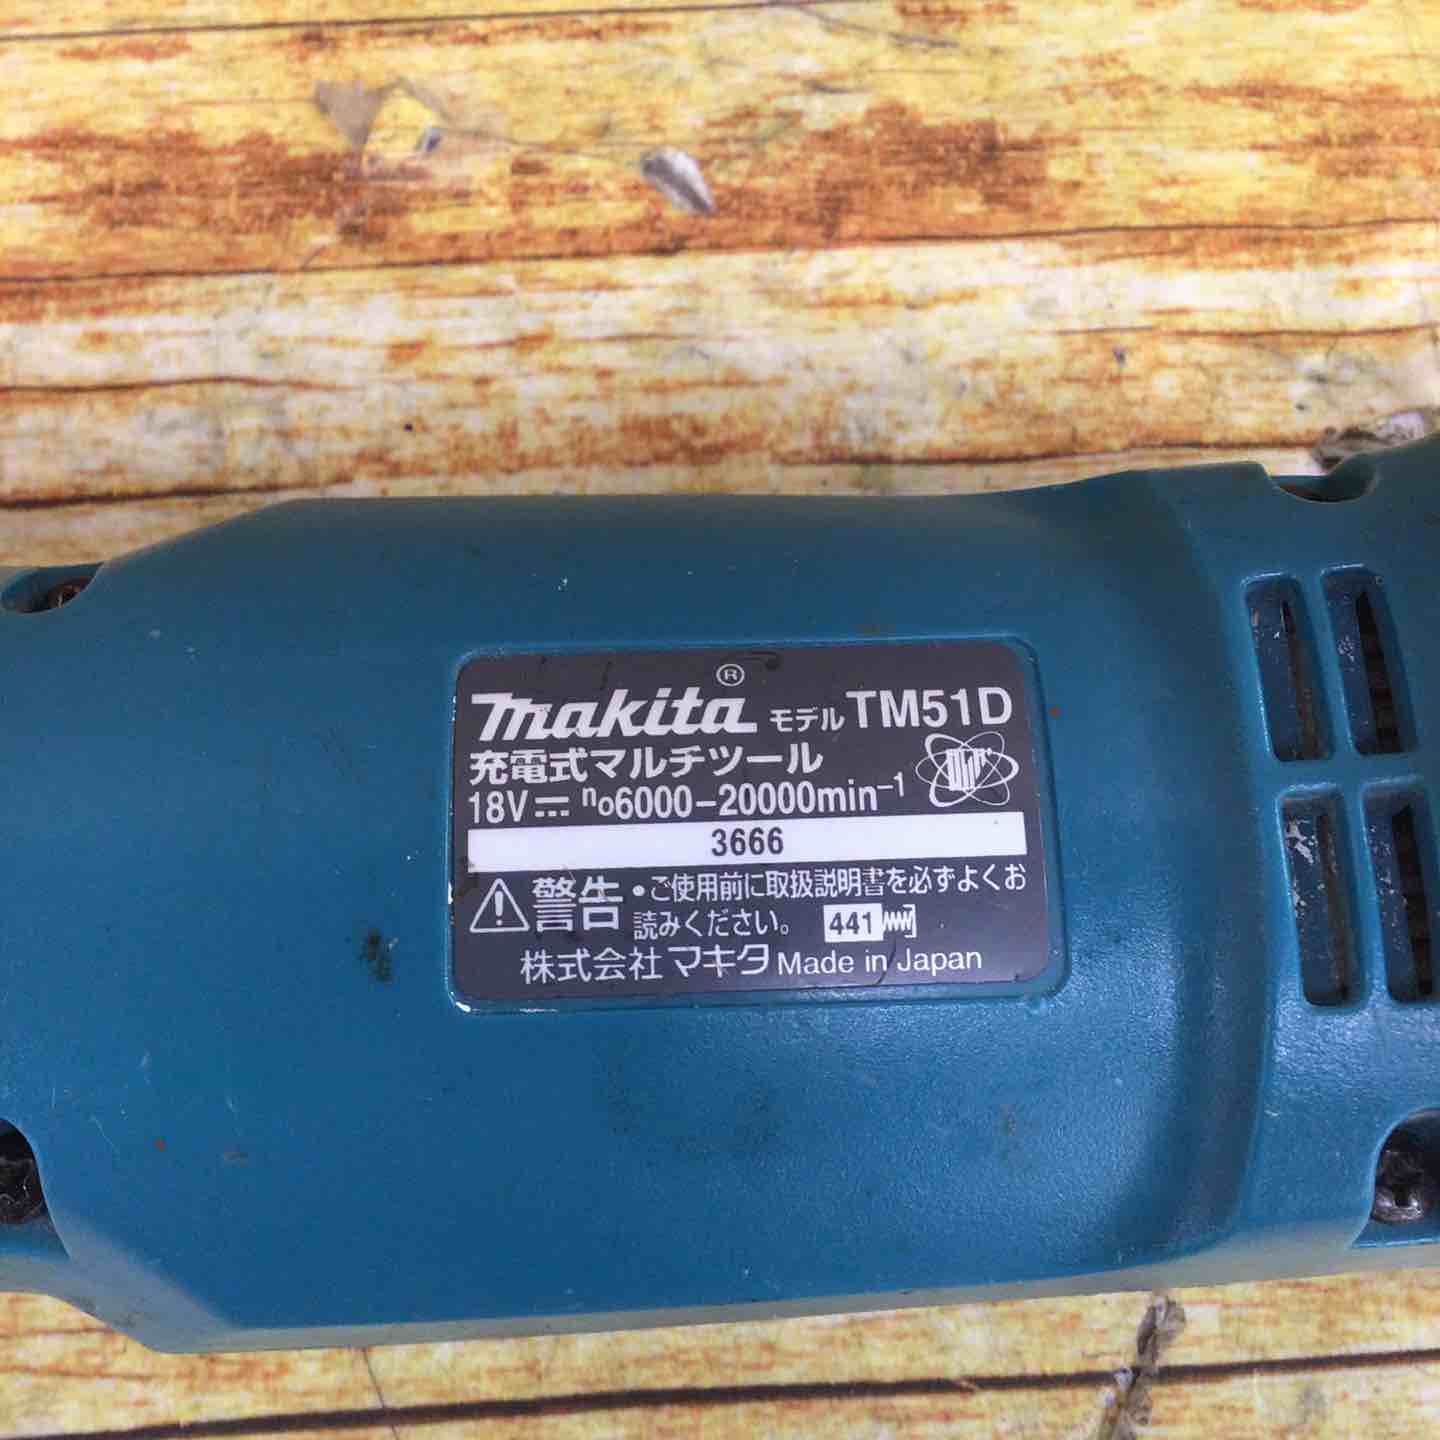 makita® モデル TM51D
充電式マルチツール
18V⎓ n₀6000−20000min⁻¹
3666
⚠警告 •ご使用前に取扱説明書を必ずよくお
読みください。 441
株式会社マキタ Made in Japan